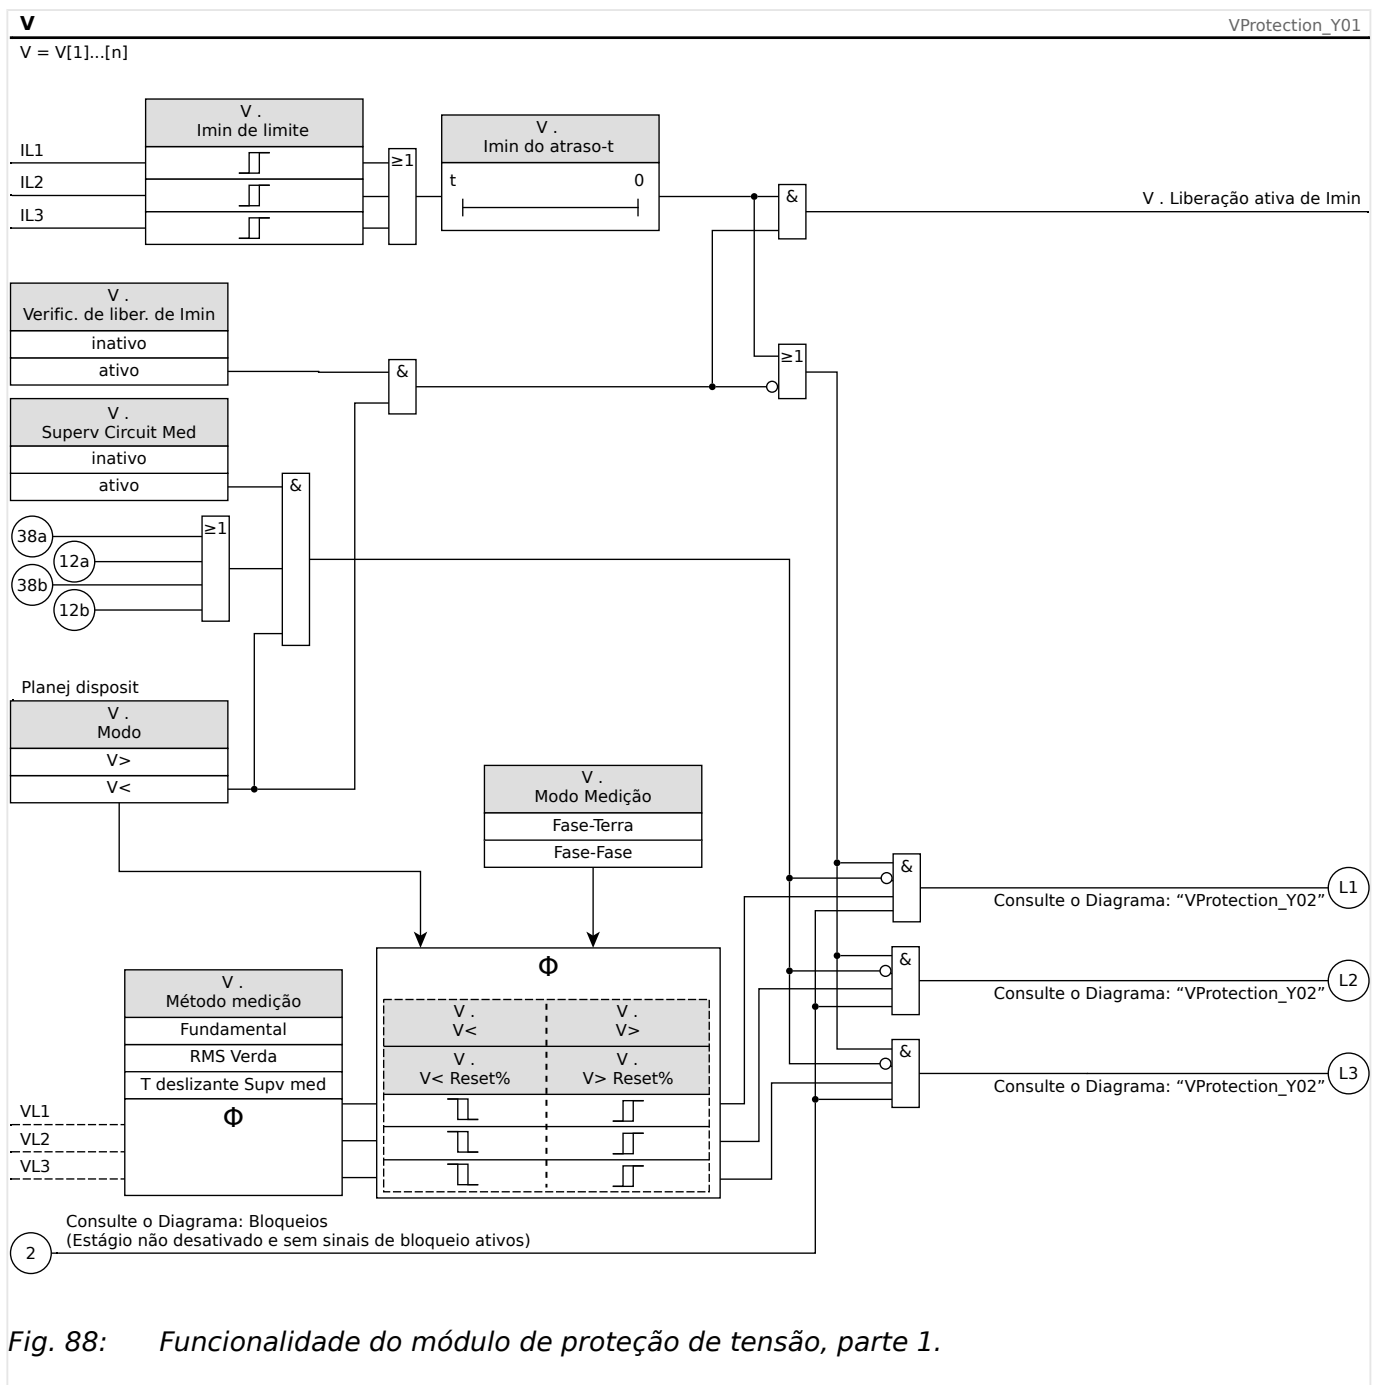 V
VProtection_Y01
V = V[1]...[n]
V .
Imin de limite
IL1
IL2
IL3
≥1
V .
Imin do atraso-t
t
0
&
V . Liberação ativa de Imin
V .
Verific. de liber. de Imin
inativo
ativo
&
≥1
V .
Superv Circuit Med
inativo
ativo
&
38a
12a
38b
12b
≥1
Planej disposit
V .
Modo
V>
V<
V .
Modo Medição
Fase-Terra
Fase-Fase
&
L1
Consulte o Diagrama: “VProtection_Y02”
&
L2
Consulte o Diagrama: “VProtection_Y02”
&
L3
Consulte o Diagrama: “VProtection_Y02”
Φ
V .
V<
V .
V>
V .
V< Reset%
V .
V> Reset%
V .
Método medição
Fundamental
RMS Verda
T deslizante Supv med
Φ
VL1
VL2
VL3
Consulte o Diagrama: Bloqueios
(Estágio não desativado e sem sinais de bloqueio ativos)
2
Fig. 88: Funcionalidade do módulo de proteção de tensão, parte 1.